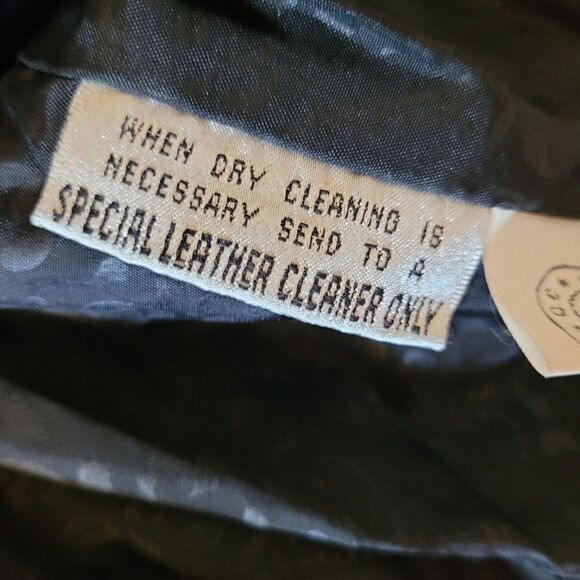 WHEN DRY CLEANING IS
NECESSARY SEND TO A
SPECIAL LEATHER CLEANER ONLY